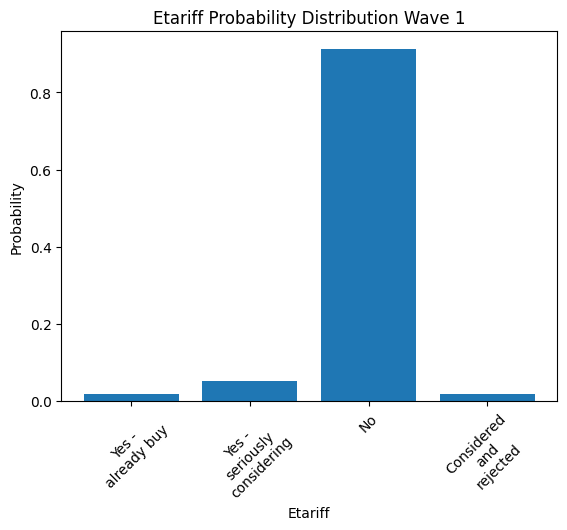 Etariff Probability Distribution Wave 1
Probability
0.8
0.6
0.4
0.2
0.0
Yes -
already buy
Yes -
seriously
considering
No
Considered
and
rejected
Etariff